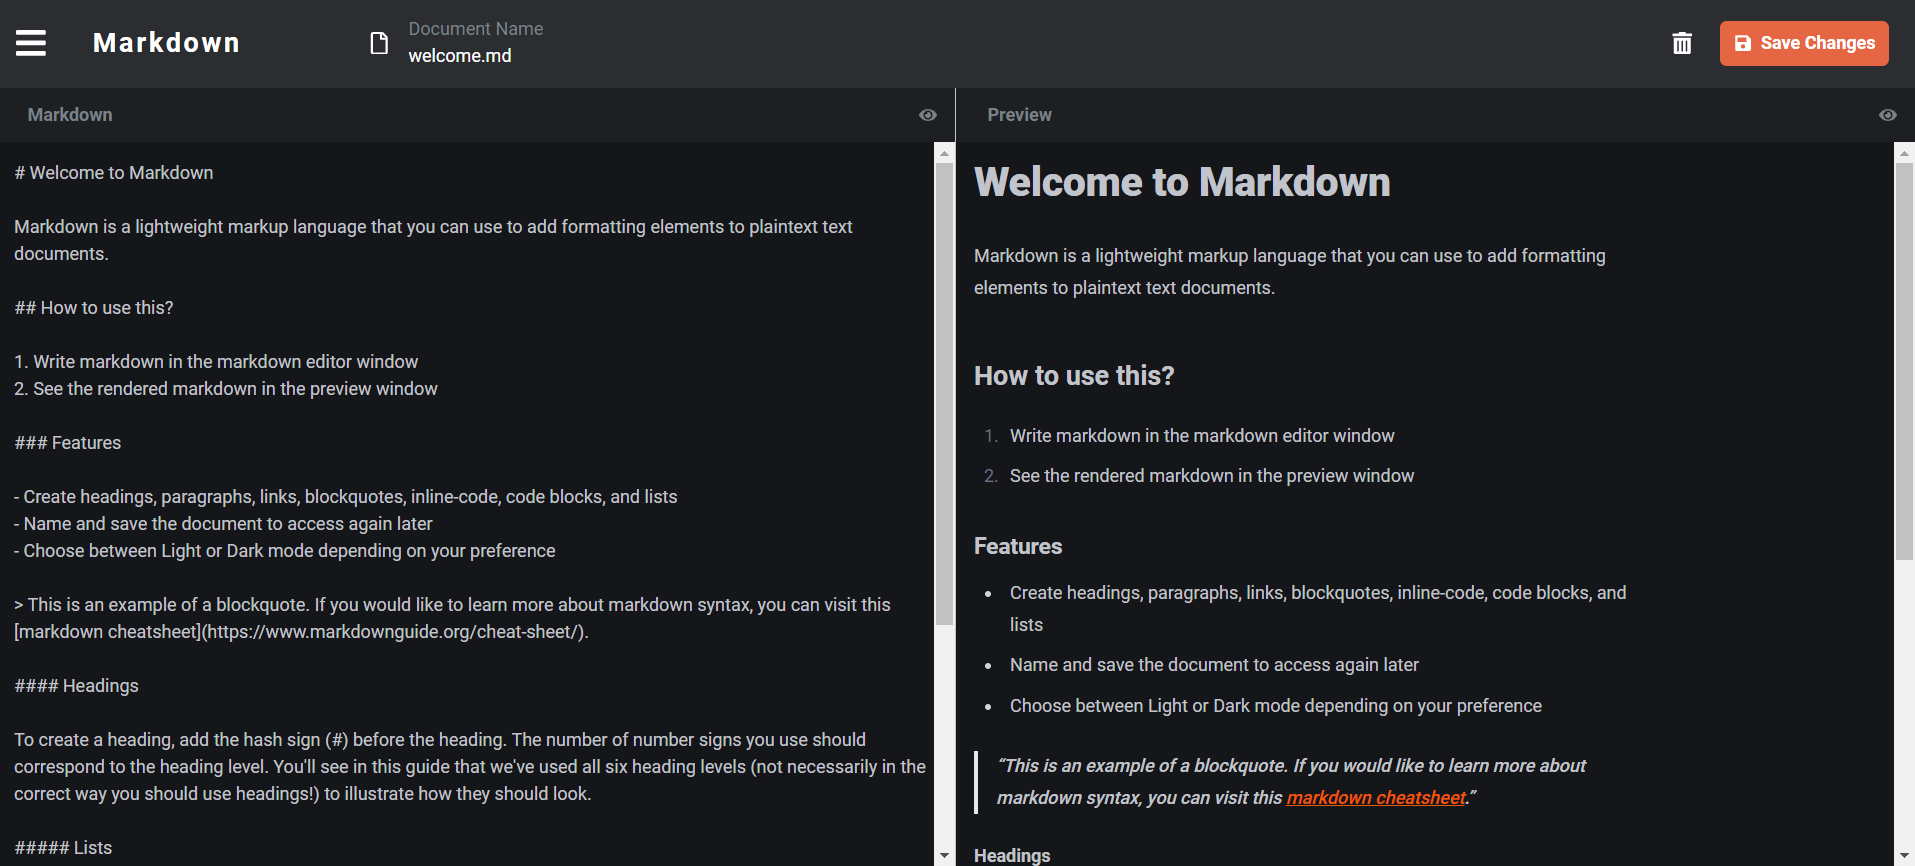 Markdown
Document Name
welcome.md
Save Changes
Markdown
# Welcome to Markdown
Markdown is a lightweight markup language that you can use to add formatting elements to plaintext text
documents.
## How to use this?
1. Write markdown in the markdown editor window
2. See the rendered markdown in the preview window
### Features
- Create headings, paragraphs, links, blockquotes, inline-code, code blocks, and lists
- Name and save the document to access again later
- Choose between Light or Dark mode depending on your preference
> This is an example of a blockquote. If you would like to learn more about markdown syntax, you can visit this
[markdown cheatsheet](https://www.markdownguide.org/cheat-sheet/).
#### Headings
To create a heading, add the hash sign (#) before the heading. The number of number signs you use should
correspond to the heading level. You'll see in this guide that we've used all six heading levels (not necessarily in the
correct way you should use headings!) to illustrate how they should look.
##### Lists
Preview
Welcome to Markdown
Markdown is a lightweight markup language that you can use to add formatting
elements to plaintext text documents.
How to use this?
1. Write markdown in the markdown editor window
2. See the rendered markdown in the preview window
Features
• Create headings, paragraphs, links, blockquotes, inline-code, code blocks, and
lists
• Name and save the document to access again later
• Choose between Light or Dark mode depending on your preference
“This is an example of a blockquote. If you would like to learn more about
markdown syntax, you can visit this markdown cheatsheet.”
Headings